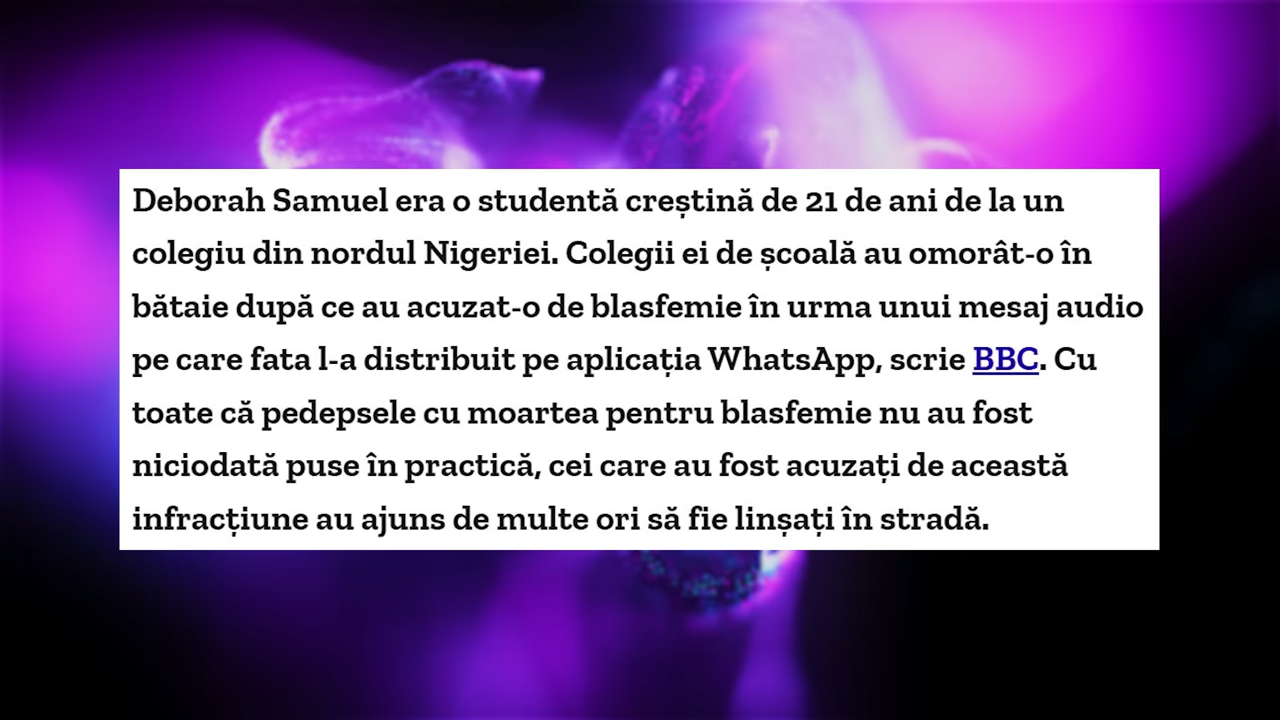 Deborah Samuel era o studentă creștină de 21 de ani de la un
colegiu din nordul Nigeriei. Colegii ei de școală au omorât-o în
bătaie după ce au acuzat-o de blasfemie în urma unui mesaj audio
pe care fata l-a distribuit pe aplicația WhatsApp, scrie BBC. Cu
toate că pedepsele cu moartea pentru blasfemie nu au fost
niciodată puse în practică, cei care au fost acuzați de această
infracțiune au ajuns de multe ori să fie linșați în stradă.